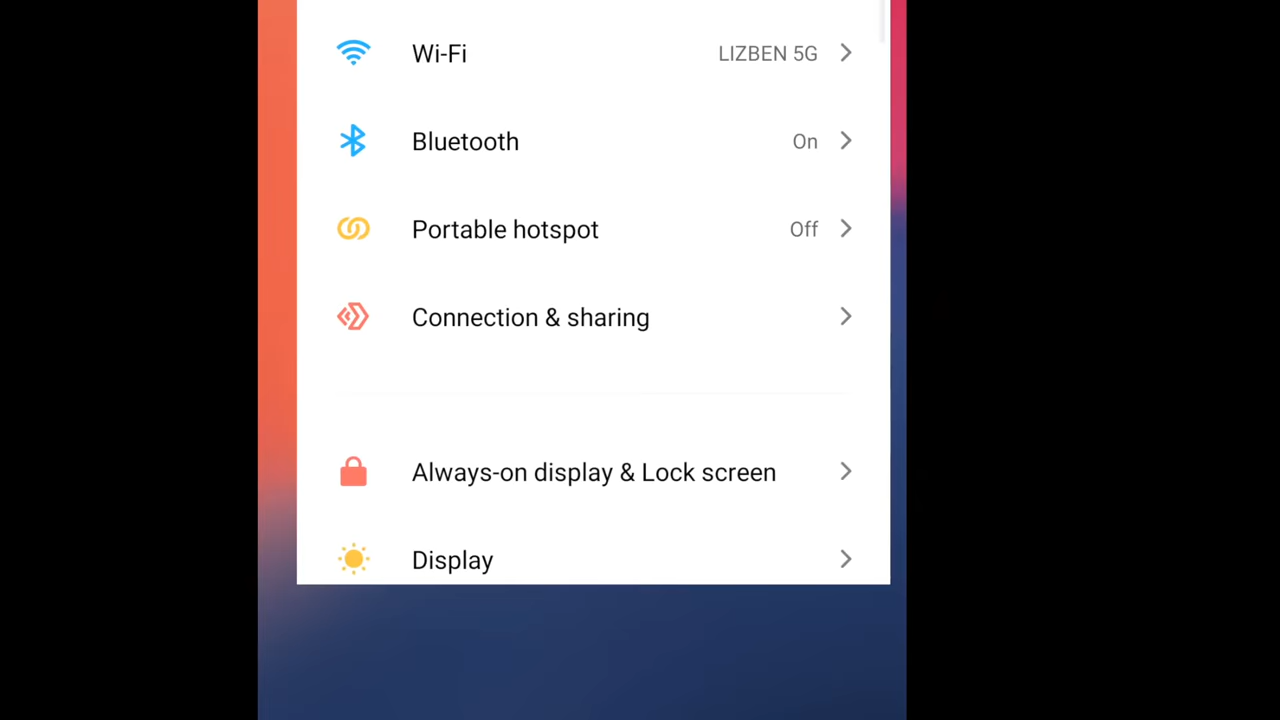 Wi-Fi LIZBEN 5G
Bluetooth On
Portable hotspot Off
Connection & sharing
Always-on display & Lock screen
Display